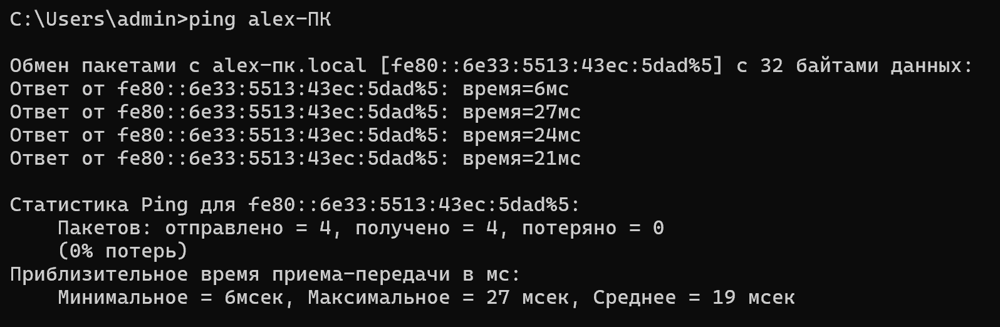 C:\Users\admin>ping alex-ПК
Обмен пакетами с alex-пк.local [fe80::6e33:5513:43ec:5dad%5] с 32 байтами данных:
Ответ от fe80::6e33:5513:43ec:5dad%5: время=6мс
Ответ от fe80::6e33:5513:43ec:5dad%5: время=27мс
Ответ от fe80::6e33:5513:43ec:5dad%5: время=24мс
Ответ от fe80::6e33:5513:43ec:5dad%5: время=21мс
Статистика Ping для fe80::6e33:5513:43ec:5dad%5:
    Пакетов: отправлено = 4, получено = 4, потеряно = 0
    (0% потерь)
Приблизительное время приема-передачи в мс:
    Минимальное = 6мсек, Максимальное = 27 мсек, Среднее = 19 мсек